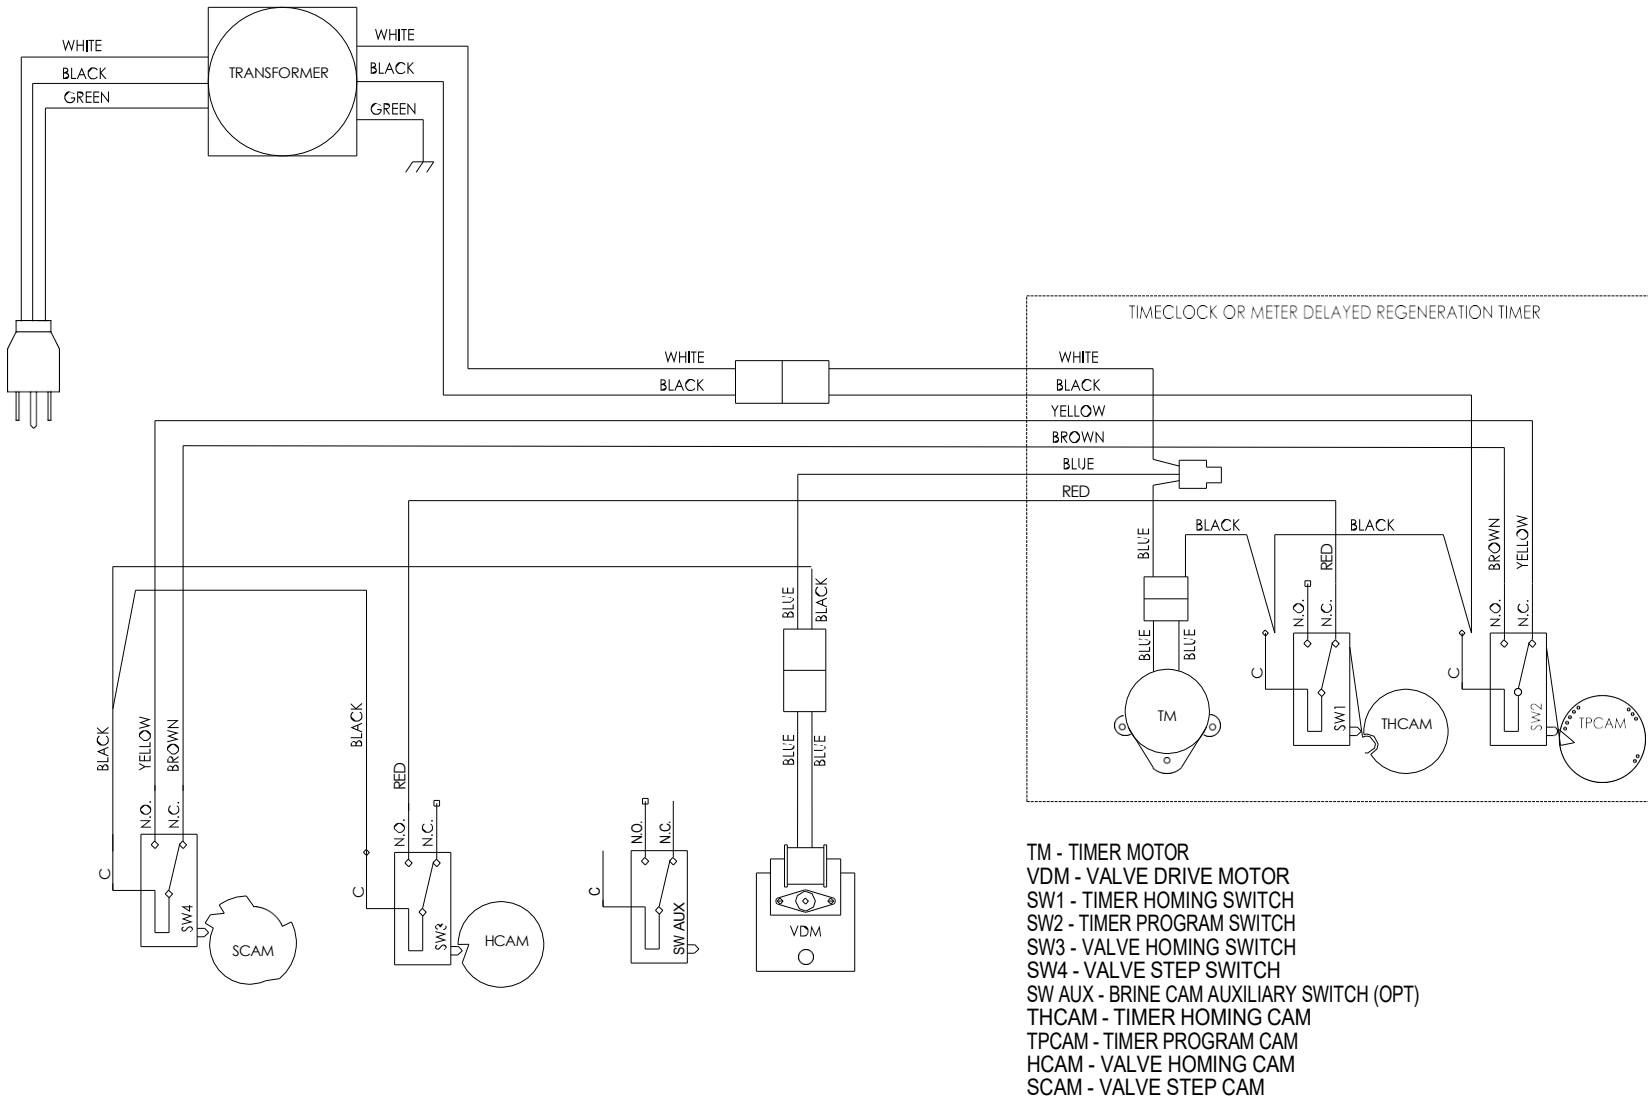 WHITE
WHITE
TRANSFORMER
BLACK
BLACK
GREEN
GREEN
TIMECLOCK OR METER DELAYED REGENERATION TIMER
WHITE
WHITE
BLACK
BLACK
YELLOW
BROWN
BLUE
RED
BLACK
BLACK
BLUE
RED
BROWN
YELLOW
BLUE
BLACK
N.O.
N.C.
N.O.
N.C.
BLUE
BLUE
C
C
TM
SW1
THCAM
SW2
TPCAM
BLACK
YELLOW
BROWN
BLACK
BLUE
BLUE
RED
N.O.
N.C.
N.O.
N.C.
N.O.
N.C.
C
C
C
SW4
SW3
SW AUX
SCAM
HCAM
VDM
TM - TIMER MOTOR
VDM - VALVE DRIVE MOTOR
SW1 - TIMER HOMING SWITCH
SW2 - TIMER PROGRAM SWITCH
SW3 - VALVE HOMING SWITCH
SW4 - VALVE STEP SWITCH
SW AUX - BRINE CAM AUXILIARY SWITCH (OPT)
THCAM - TIMER HOMING CAM
TPCAM - TIMER PROGRAM CAM
HCAM - VALVE HOMING CAM
SCAM - VALVE STEP CAM